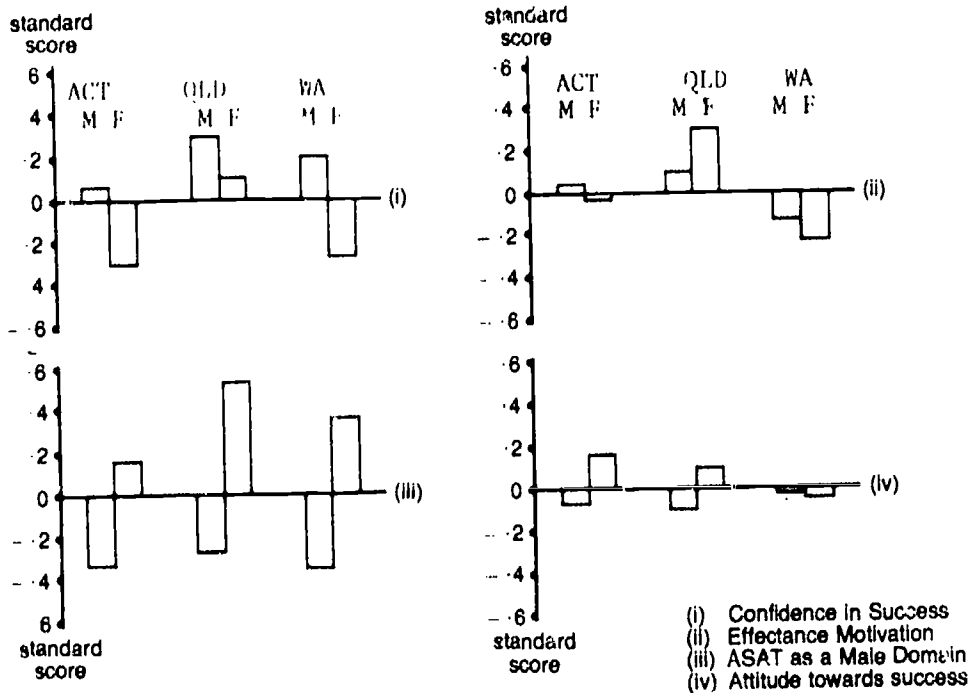 standard
score
ACT QLD WA
M F M F M F
·6
·4
·2
0
- ·2
·4
- ·6
(i)
standard
score
ACT QLD WA
M F M F M F
·6
·4
·2
0
- ·2
- ·4
- ·6
(ii)
·6
·4
·2
0
- ·2
- ·4
6
standard
score
(iii)
·6
·4
·2
0
- ·2
- ·4
- ·6
standard
score
(iv)
(i) Confidence in Success
(ii) Effectance Motivation
(iii) ASAT as a Male Domain
(iv) Attitude towards success